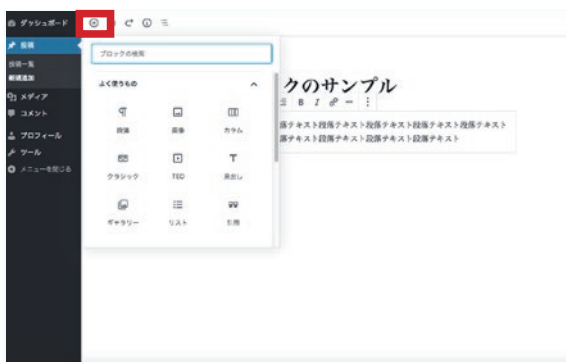 ダッシュボード
投稿
投稿一覧
新規追加
メディア
コメント
プロフィール
ツール
メニューを閉じる
ブロックの検索
よく使うもの
段落
画像
カラム
クラシック
TED
見出し
ギャラリー
リスト
引用
クのサンプル
B I
落テキスト段落テキスト段落テキスト段落テキスト段落テキスト
落テキスト段落テキスト段落テキスト段落テキスト